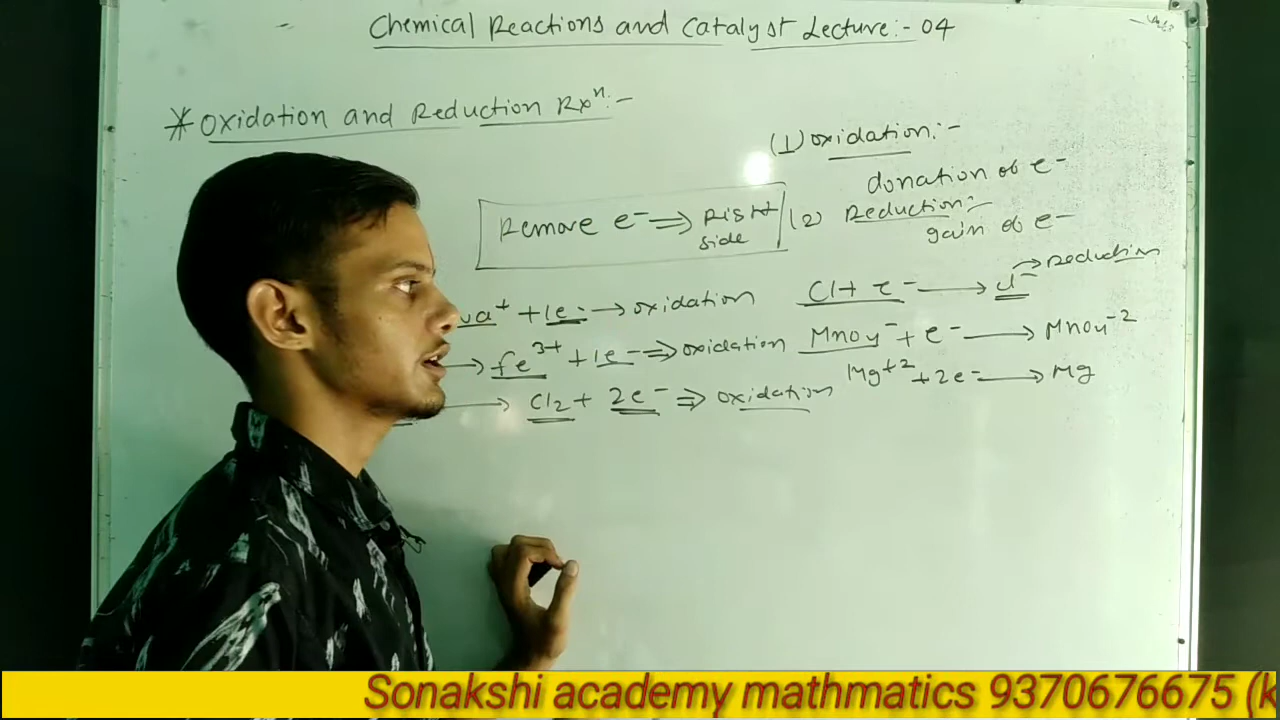 Chemical Reactions and Catalyst Lecture:- 04
* Oxidation and Reduction Rxⁿ:-
(1) Oxidation:-
donation of e⁻
Remove e⁻ ⟹ Right side
(2) Reduction:-
gain of e⁻
a⁺ + 1e⁻ → oxidation
Cl + e⁻ → Cl⁻ → Reduction
→ fe³⁺ + 1e⁻ ⟹ oxidation
MnO₄⁻ + e⁻ → MnO₄⁻²
→ Cl₂ + 2e⁻ ⟹ oxidation
Mg⁺² + 2e⁻ → Mg
Sonakshi academy mathmatics 9370676675 (k